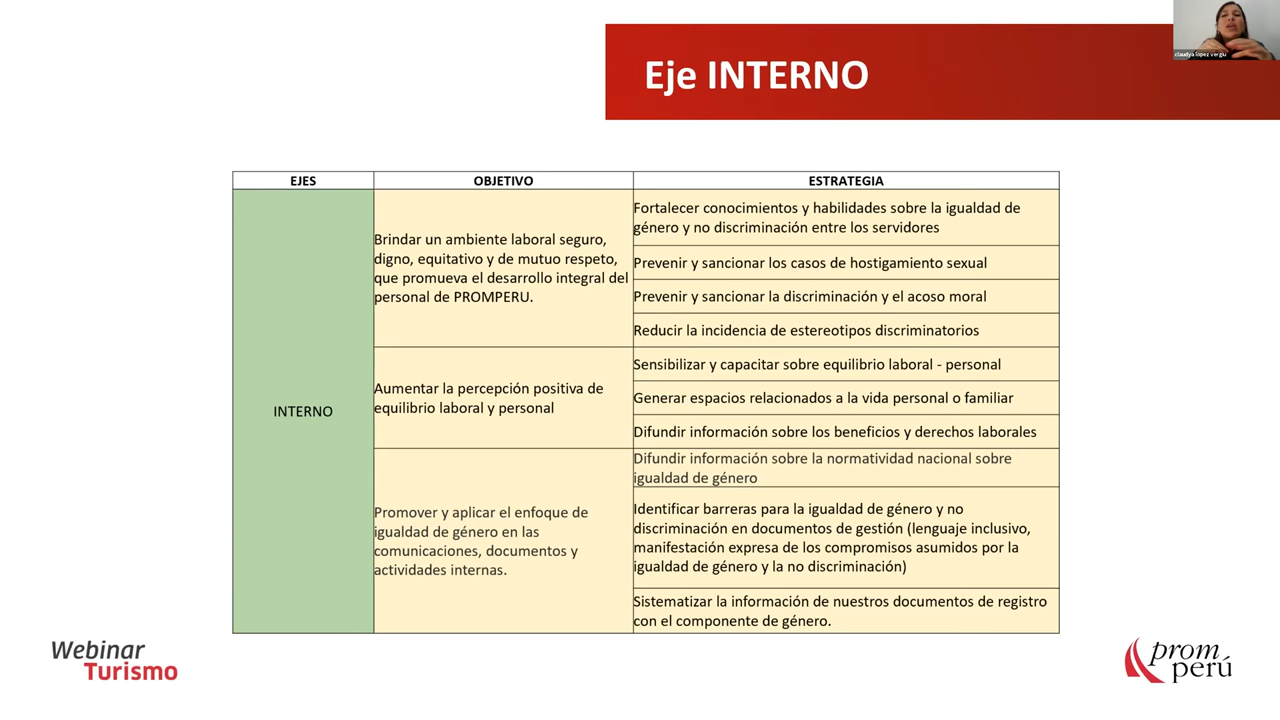 Eje INTERNO
claudya lópez vergiu
EJES
OBJETIVO
ESTRATEGIA
INTERNO
Brindar un ambiente laboral seguro,
digno, equitativo y de mutuo respeto,
que promueva el desarrollo integral del
personal de PROMPERU.
Fortalecer conocimientos y habilidades sobre la igualdad de
género y no discriminación entre los servidores
Prevenir y sancionar los casos de hostigamiento sexual
Prevenir y sancionar la discriminación y el acoso moral
Reducir la incidencia de estereotipos discriminatorios
Aumentar la percepción positiva de
equilibrio laboral y personal
Sensibilizar y capacitar sobre equilibrio laboral - personal
Generar espacios relacionados a la vida personal o familiar
Difundir información sobre los beneficios y derechos laborales
Promover y aplicar el enfoque de
igualdad de género en las
comunicaciones, documentos y
actividades internas.
Difundir información sobre la normatividad nacional sobre
igualdad de género
Identificar barreras para la igualdad de género y no
discriminación en documentos de gestión (lenguaje inclusivo,
manifestación expresa de los compromisos asumidos por la
igualdad de género y la no discriminación)
Sistematizar la información de nuestros documentos de registro
con el componente de género.
Webinar
Turismo
prom
perú